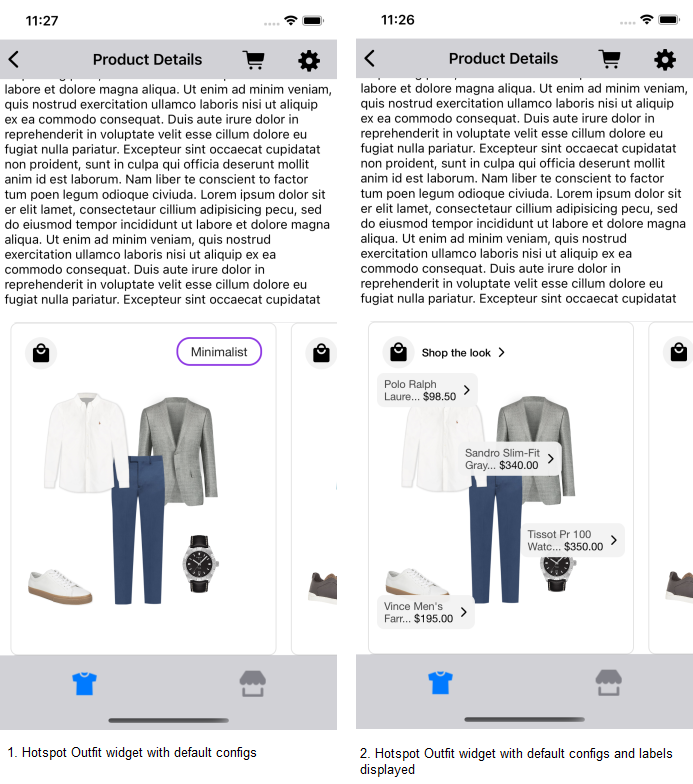 11:27
Product Details
labore et dolore magna aliqua. Ut enim ad minim veniam,
quis nostrud exercitation ullamco laboris nisi ut aliquip
ex ea commodo consequat. Duis aute irure dolor in
reprehenderit in voluptate velit esse cillum dolore eu
fugiat nulla pariatur. Excepteur sint occaecat cupidatat
non proident, sunt in culpa qui officia deserunt mollit
anim id est laborum. Nam liber te conscient to factor
tum poen legum odioque civiuda. Lorem ipsum dolor sit
er elit lamet, consectetaur cillium adipisicing pecu, sed
do eiusmod tempor incididunt ut labore et dolore magna
aliqua. Ut enim ad minim veniam, quis nostrud
exercitation ullamco laboris nisi ut aliquip ex ea
commodo consequat. Duis aute irure dolor in
reprehenderit in voluptate velit esse cillum dolore eu
fugiat nulla pariatur. Excepteur sint occaecat cupidatat
Minimalist
1. Hotspot Outfit widget with default configs
11:26
Product Details
labore et dolore magna aliqua. Ut enim ad minim veniam,
quis nostrud exercitation ullamco laboris nisi ut aliquip
ex ea commodo consequat. Duis aute irure dolor in
reprehenderit in voluptate velit esse cillum dolore eu
fugiat nulla pariatur. Excepteur sint occaecat cupidatat
non proident, sunt in culpa qui officia deserunt mollit
anim id est laborum. Nam liber te conscient to factor
tum poen legum odioque civiuda. Lorem ipsum dolor sit
er elit lamet, consectetaur cillium adipisicing pecu, sed
do eiusmod tempor incididunt ut labore et dolore magna
aliqua. Ut enim ad minim veniam, quis nostrud
exercitation ullamco laboris nisi ut aliquip ex ea
commodo consequat. Duis aute irure dolor in
reprehenderit in voluptate velit esse cillum dolore eu
fugiat nulla pariatur. Excepteur sint occaecat cupidatat
Shop the look
Polo Ralph
Laure... $98.50
Sandro Slim-Fit
Gray... $340.00
Tissot Pr 100
Watc... $350.00
Vince Men's
Farr... $195.00
2. Hotspot Outfit widget with default configs and labels
displayed